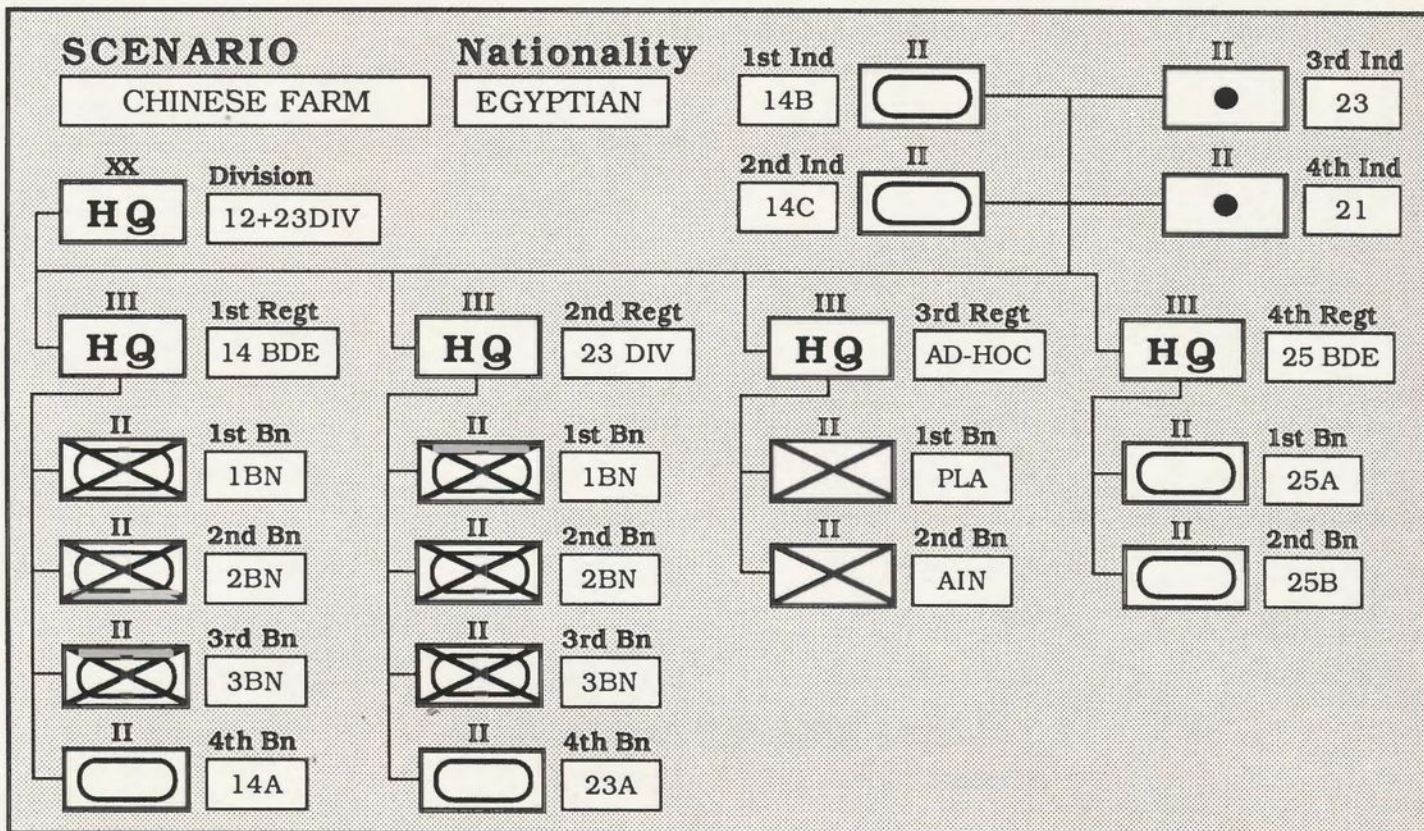 SCENARIO
CHINESE FARM
Nationality
EGYPTIAN
1st Ind
14B
II
II
3rd Ind
23
2nd Ind
14C
II
II
4th Ind
21
XX
HQ
Division
12+23DIV
III
HQ
1st Regt
14 BDE
II
1st Bn
1BN
II
2nd Bn
2BN
II
3rd Bn
3BN
II
4th Bn
14A
III
HQ
2nd Regt
23 DIV
II
1st Bn
1BN
II
2nd Bn
2BN
II
3rd Bn
3BN
II
4th Bn
23A
III
HQ
3rd Regt
AD-HOC
II
1st Bn
PLA
II
2nd Bn
AIN
III
HQ
4th Regt
25 BDE
II
1st Bn
25A
II
2nd Bn
25B